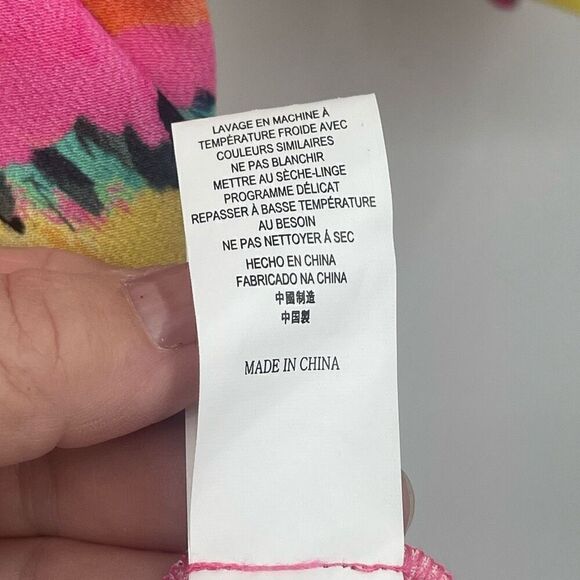 LAVAGE EN MACHINE À
TEMPÉRATURE FROIDE AVEC
COULEURS SIMILAIRES
NE PAS BLANCHIR
METTRE AU SÈCHE-LINGE
PROGRAMME DÉLICAT
REPASSER À BASSE TEMPÉRATURE
AU BESOIN
NE PAS NETTOYER Á SEC
HECHO EN CHINA
FABRICADO NA CHINA
中國制造
中国製
MADE IN CHINA